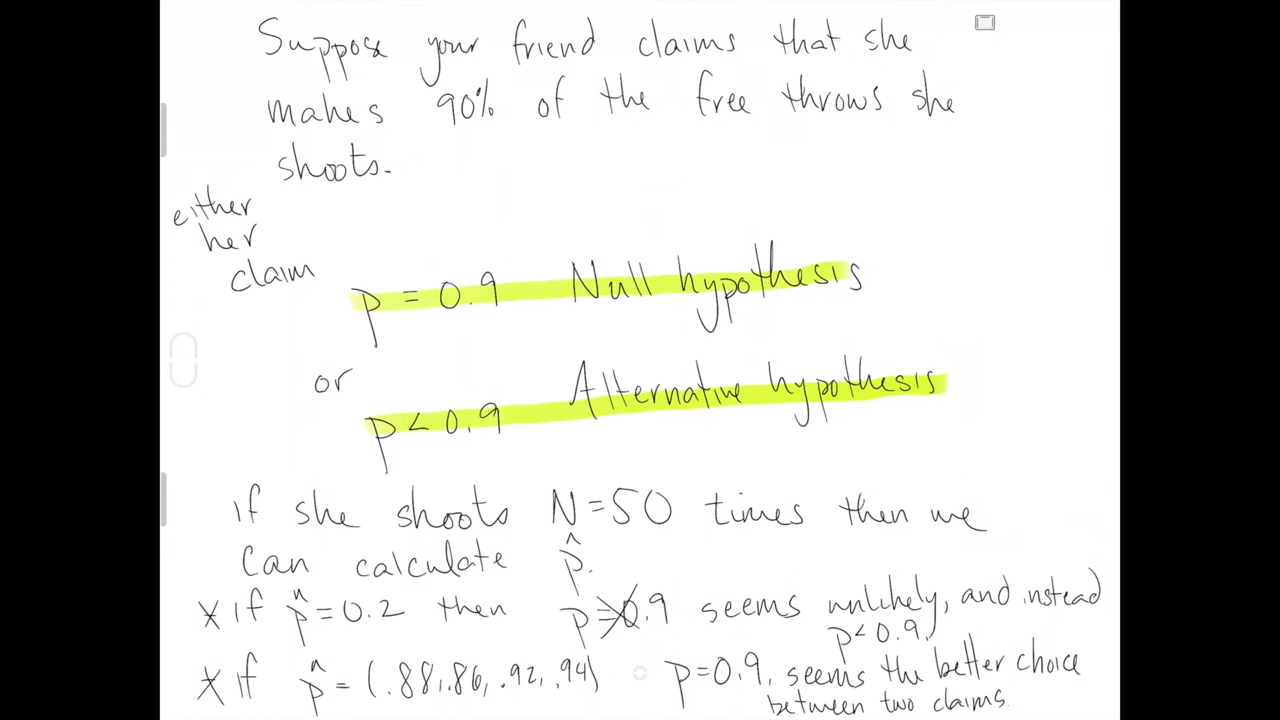 Suppose your friend claims that she
makes 90% of the free throws she
shoots.
either
her
claim
p = 0.9 Null hypothesis
or
p < 0.9 Alternative hypothesis
if she shoots N=50 times then we
can calculate p̂.
* if p̂ = 0.2 then p = 0.9 seems unlikely, and instead
p < 0.9,
* if p̂ = (.88, .86, .92, .94) p=0.9, seems the better choice
between two claims.